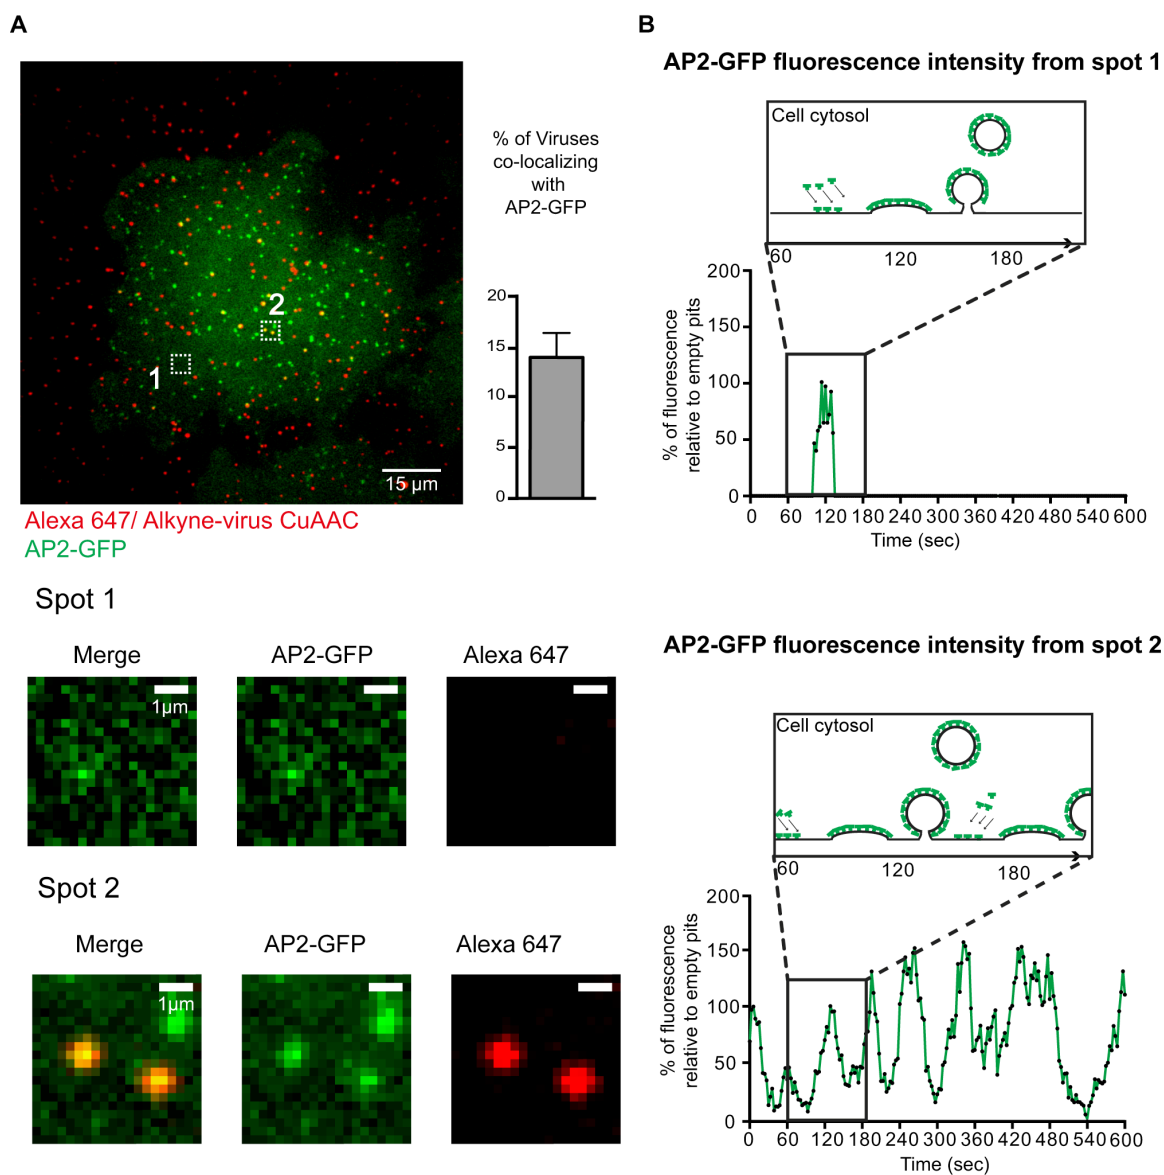 A
% of Viruses
co-localizing
with
AP2-GFP
2
1
15 µm
20
15
10
5
0
Alexa 647/ Alkyne-virus CuAAC
AP2-GFP
Spot 1
Merge
AP2-GFP
Alexa 647
1µm
Spot 2
Merge
AP2-GFP
Alexa 647
1µm
B
AP2-GFP fluorescence intensity from spot 1
Cell cytosol
60 120 180
% of fluorescence
relative to empty pits
200
150
100
50
0
0 60 120 180 240 300 360 420 480 540 600
Time (sec)
AP2-GFP fluorescence intensity from spot 2
Cell cytosol
60 120 180
% of fluorescence
relative to empty pits
200
150
100
50
0
0 60 120 180 240 300 360 420 480 540 600
Time (sec)